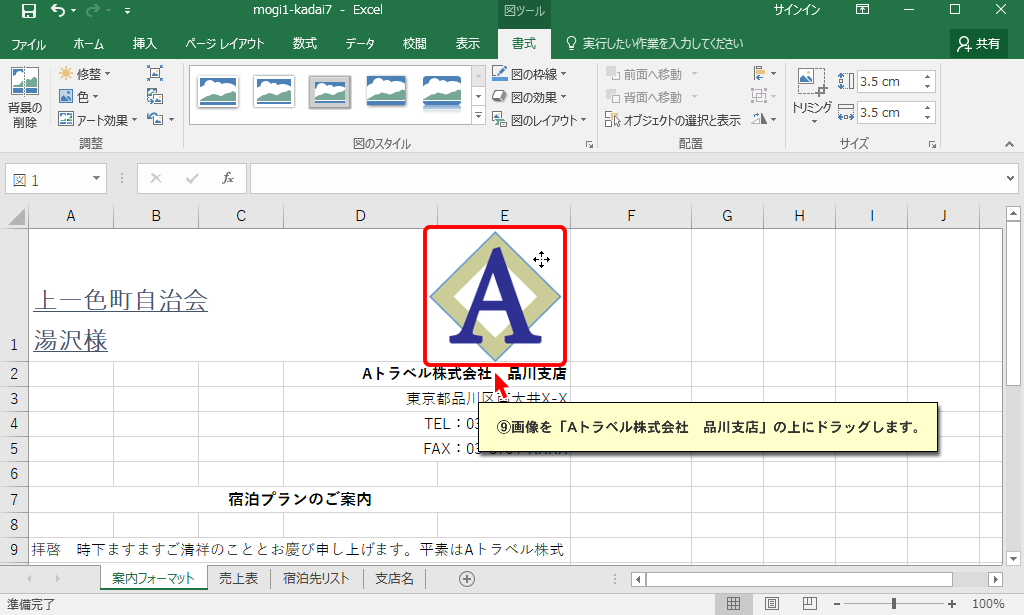 mogi1-kadai7 - Excel
図ツール
サインイン
ファイル ホーム 挿入 ページ レイアウト 数式 データ 校閲 表示 書式 実行したい作業を入力してください 共有
背景の
削除
修整
色
アート効果
調整
図のスタイル
図の枠線
図の効果
図のレイアウト
前面へ移動
背面へ移動
オブジェクトの選択と表示
配置
トリミング
3.5 cm
3.5 cm
サイズ
図 1
fx
A B C D E F G H I J
1
上一色町自治会
湯沢様
A
2 Aトラベル株式会社 品川支店
3 東京都品川区南大井X-X
4 TEL:03
5 FAX:03
⑨画像を「Aトラベル株式会社 品川支店」の上にドラッグします。
6
7 宿泊プランのご案内
8
9 拝啓 時下ますますご清祥のこととお慶び申し上げます。平素はAトラベル株式
案内フォーマット 売上表 宿泊先リスト 支店名
準備完了
100%